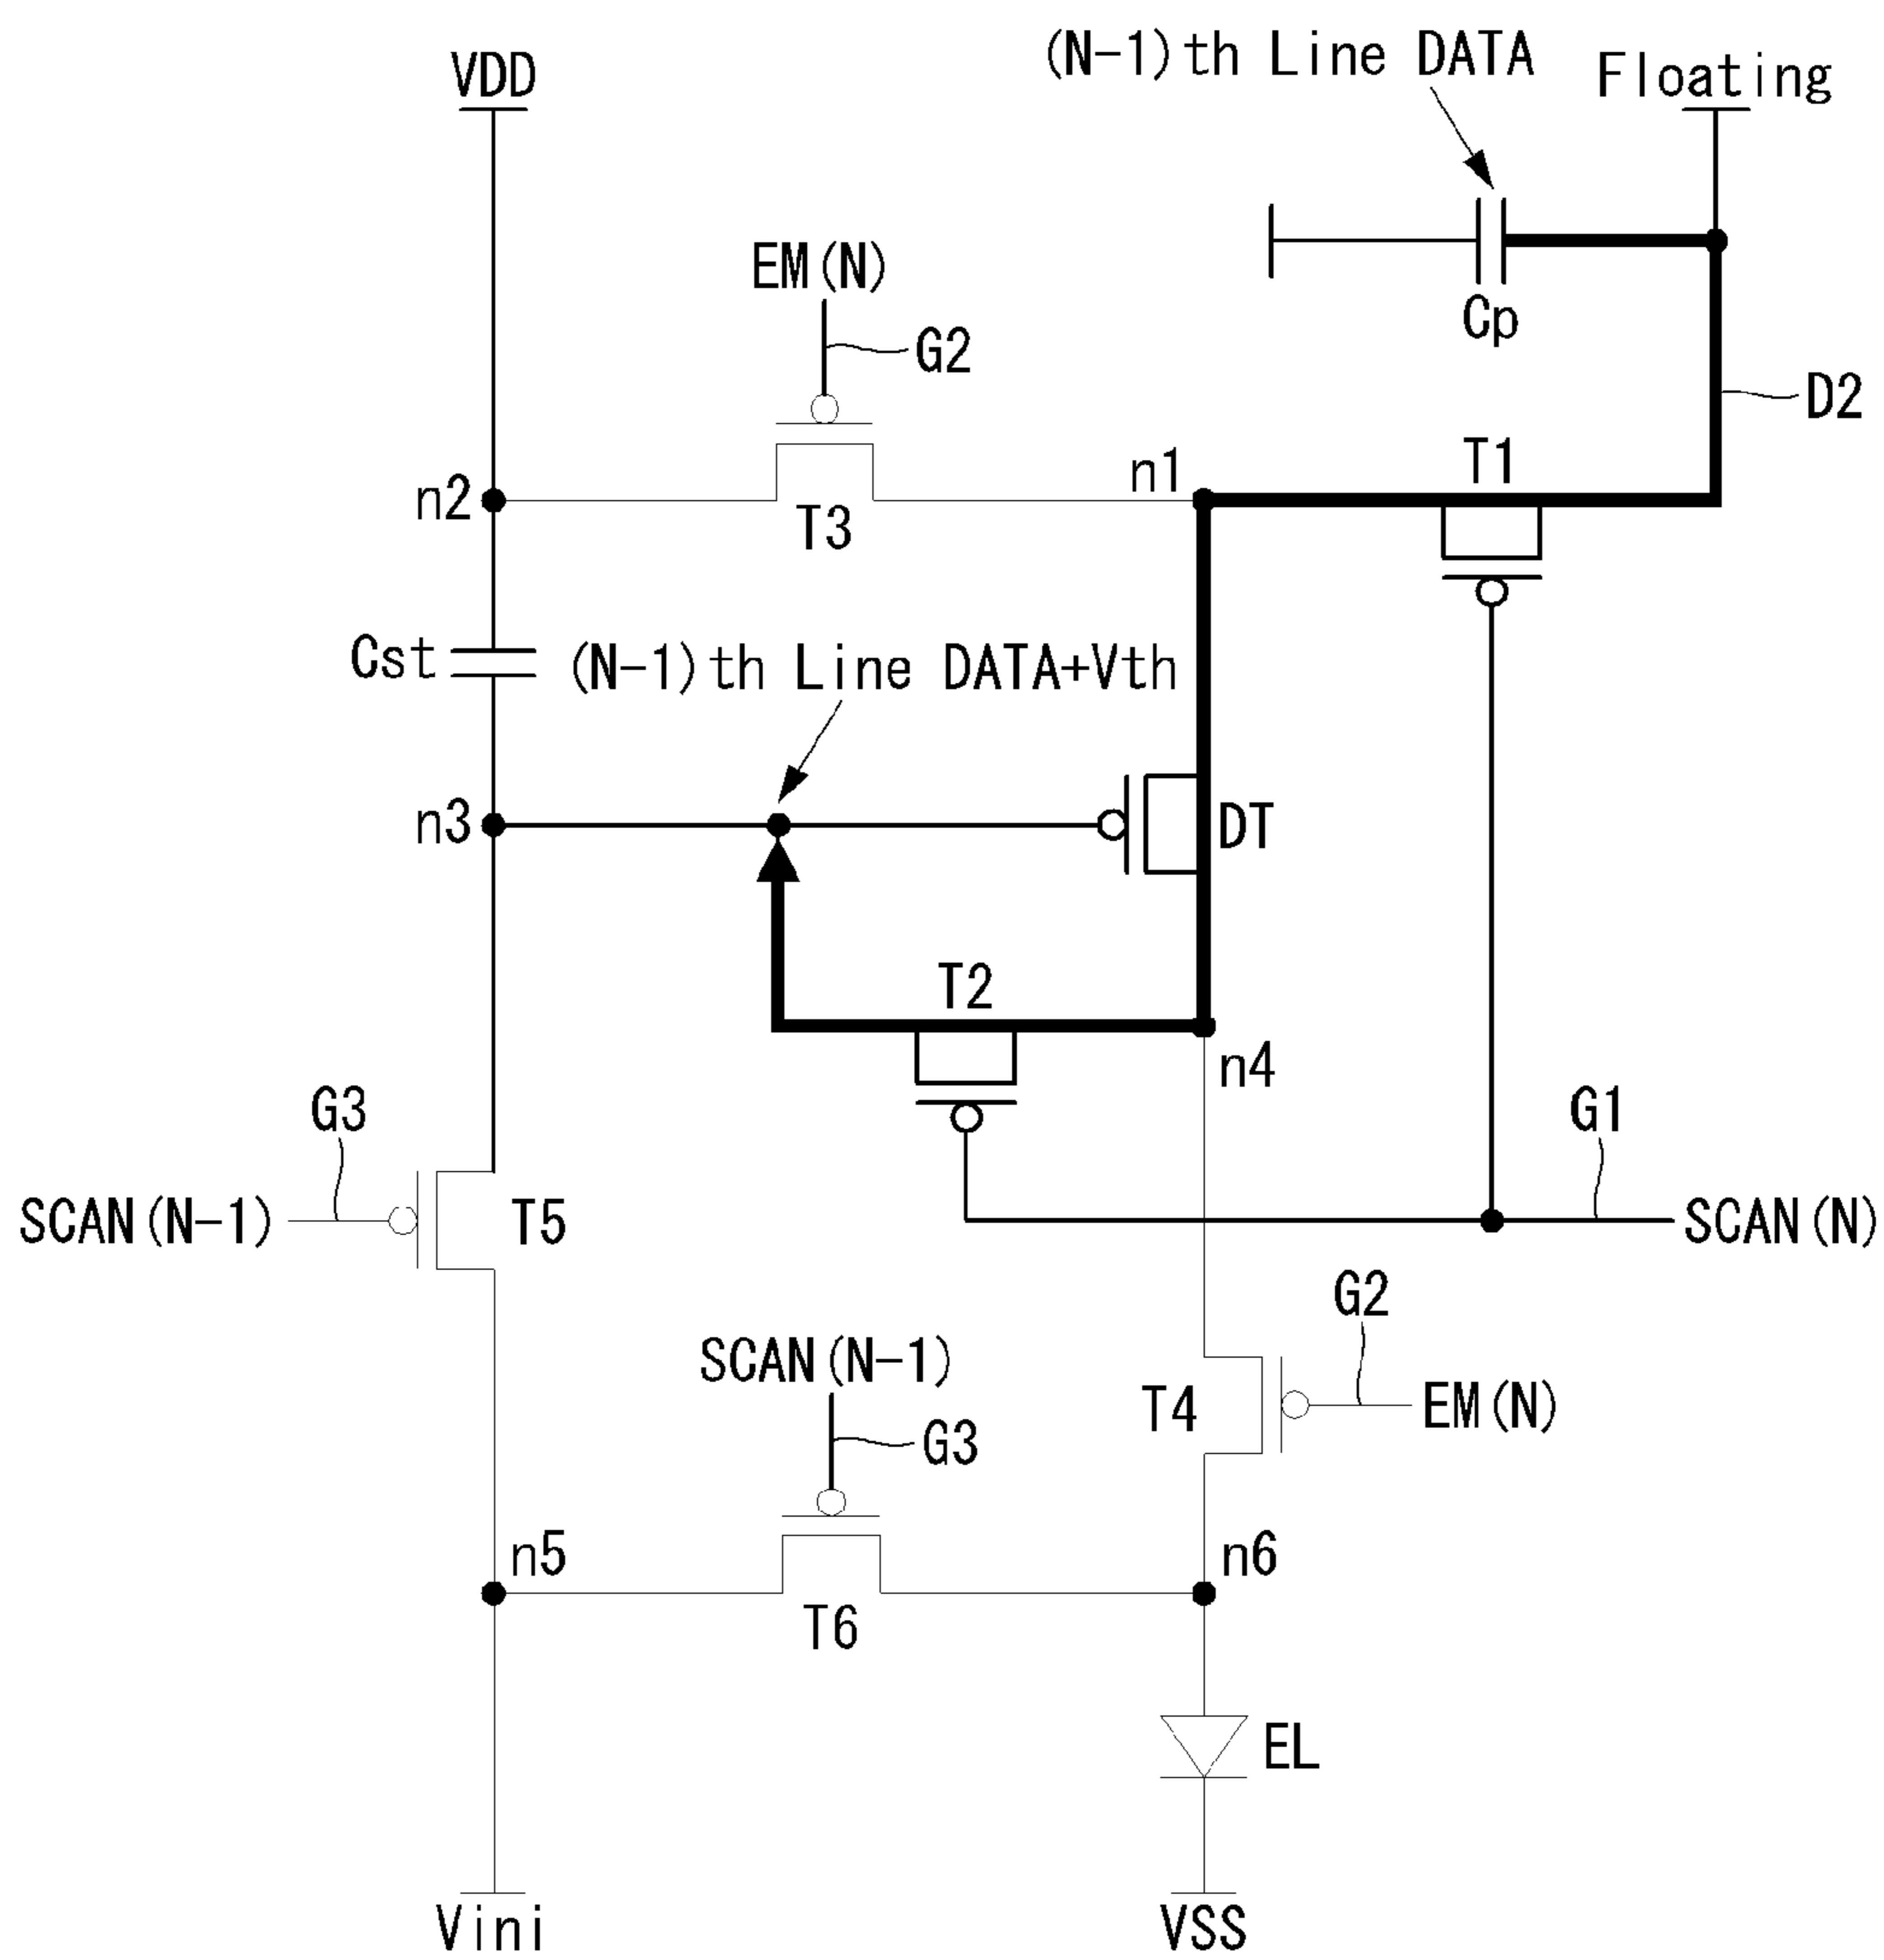 (N-1)th Line DATA
VDD
Floating
EM(N)
G2
Cp
D2
T1
n1
n2
T3
Cst
(N-1)th Line DATA+Vth
n3
DT
T2
n4
G3
G1
SCAN(N-1)
T5
SCAN(N)
G2
SCAN(N-1)
T4
EM(N)
G3
n5
n6
T6
EL
Vini
VSS